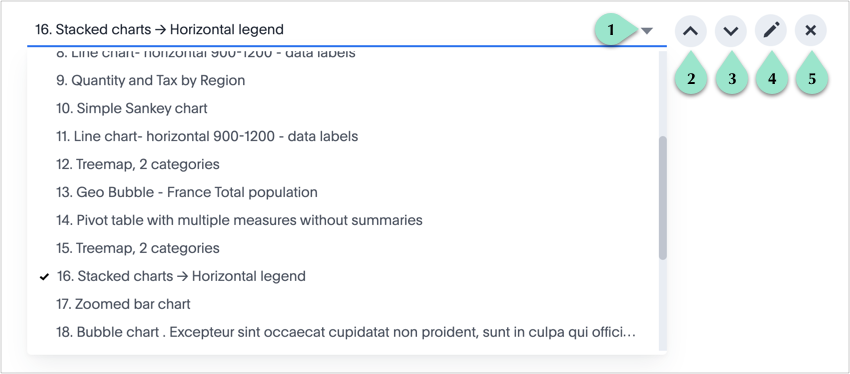 16. Stacked charts → Horizontal legend
1
2
3
4
5
8. Line chart- horizontal 900-1200 - data labels
9. Quantity and Tax by Region
10. Simple Sankey chart
11. Line chart- horizontal 900-1200 - data labels
12. Treemap, 2 categories
13. Geo Bubble - France Total population
14. Pivot table with multiple measures without summaries
15. Treemap, 2 categories
16. Stacked charts → Horizontal legend
17. Zoomed bar chart
18. Bubble chart . Excepteur sint occaecat cupidatat non proident, sunt in culpa qui offici...